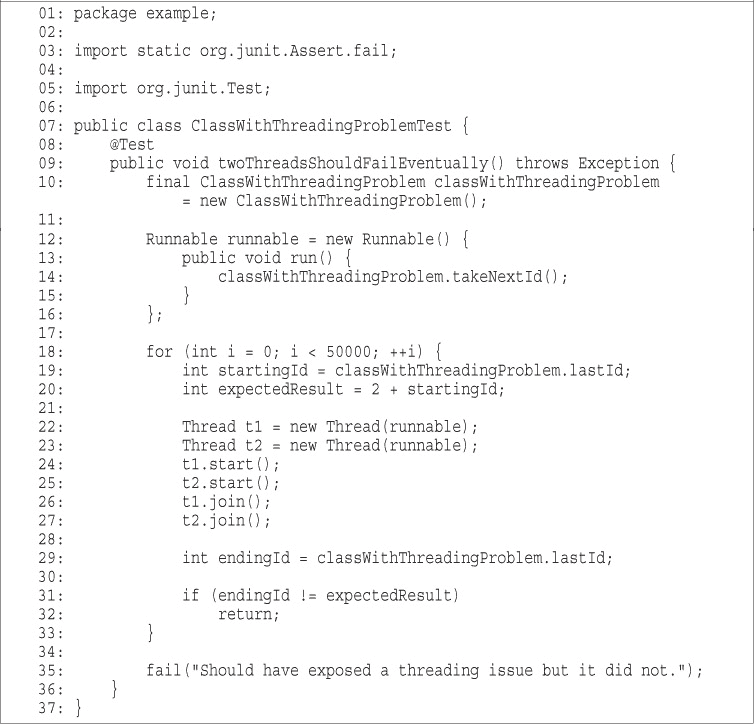 01: package example;
02:
03: import static org.junit.Assert.fail;
04:
05: import org.junit.Test;
06:
07: public class ClassWithThreadingProblemTest {
08:     @Test
09:     public void twoThreadsShouldFailEventually() throws Exception {
10:         final ClassWithThreadingProblem classWithThreadingProblem
                = new ClassWithThreadingProblem();
11:
12:         Runnable runnable = new Runnable() {
13:             public void run() {
14:                 classWithThreadingProblem.takeNextId();
15:             }
16:         };
17:
18:         for (int i = 0; i < 50000; ++i) {
19:             int startingId = classWithThreadingProblem.lastId;
20:             int expectedResult = 2 + startingId;
21:
22:             Thread t1 = new Thread(runnable);
23:             Thread t2 = new Thread(runnable);
24:             t1.start();
25:             t2.start();
26:             t1.join();
27:             t2.join();
28:
29:             int endingId = classWithThreadingProblem.lastId;
30:
31:             if (endingId != expectedResult)
32:                 return;
33:         }
34:
35:         fail("Should have exposed a threading issue but it did not.");
36:     }
37: }